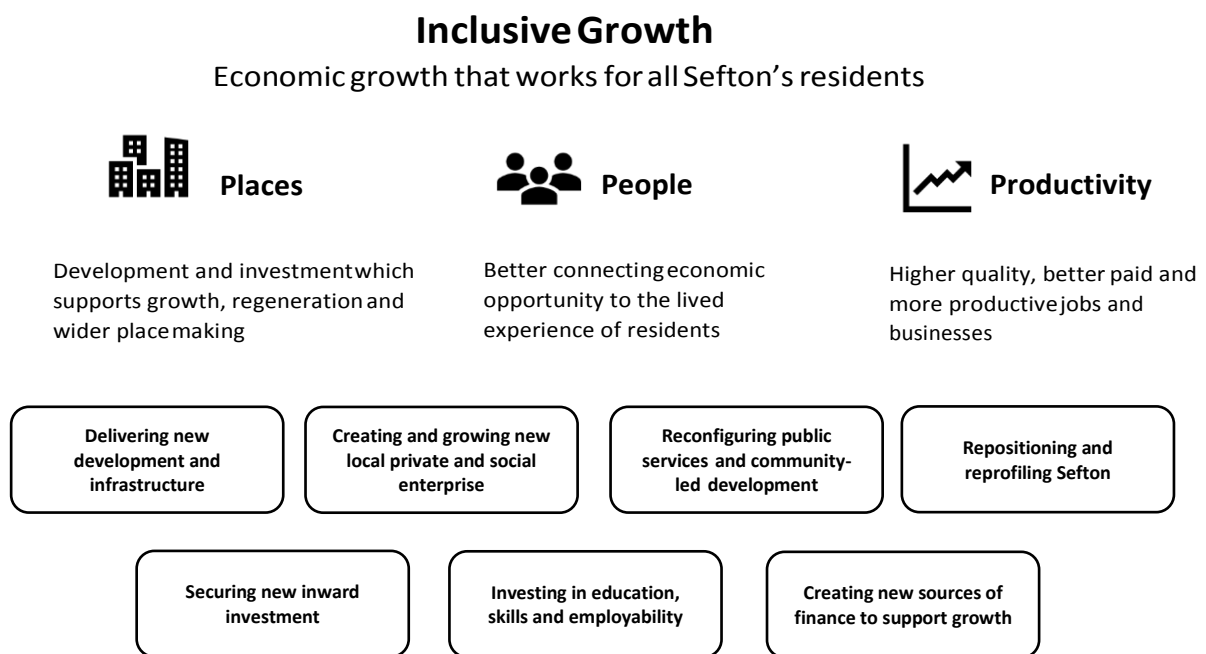 Inclusive Growth
Economic growth that works for all Sefton's residents
Places
People
Productivity
Development and investment which
supports growth, regeneration and
wider place making
Better connecting economic
opportunity to the lived
experience of residents
Higher quality, better paid and
more productive jobs and
businesses
Delivering new
development and
infrastructure
Creating and growing new
local private and social
enterprise
Reconfiguring public
services and community-
led development
Repositioning and
reprofiling Sefton
Securing new inward
investment
Investing in education,
skills and employability
Creating new sources of
finance to support growth